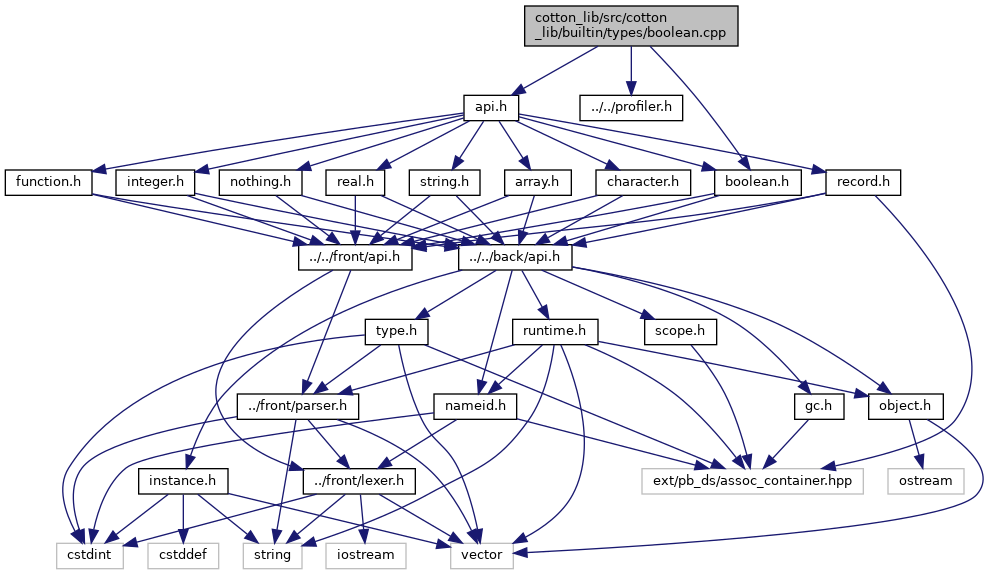 cotton_lib/src/cotton
_lib/builtin/types/boolean.cpp
api.h
../../profiler.h
function.h
integer.h
nothing.h
real.h
string.h
array.h
character.h
boolean.h
record.h
../../front/api.h
../../back/api.h
type.h
runtime.h
scope.h
../front/parser.h
nameid.h
gc.h
object.h
instance.h
../front/lexer.h
ext/pb_ds/assoc_container.hpp
ostream
cstdint
cstddef
string
iostream
vector